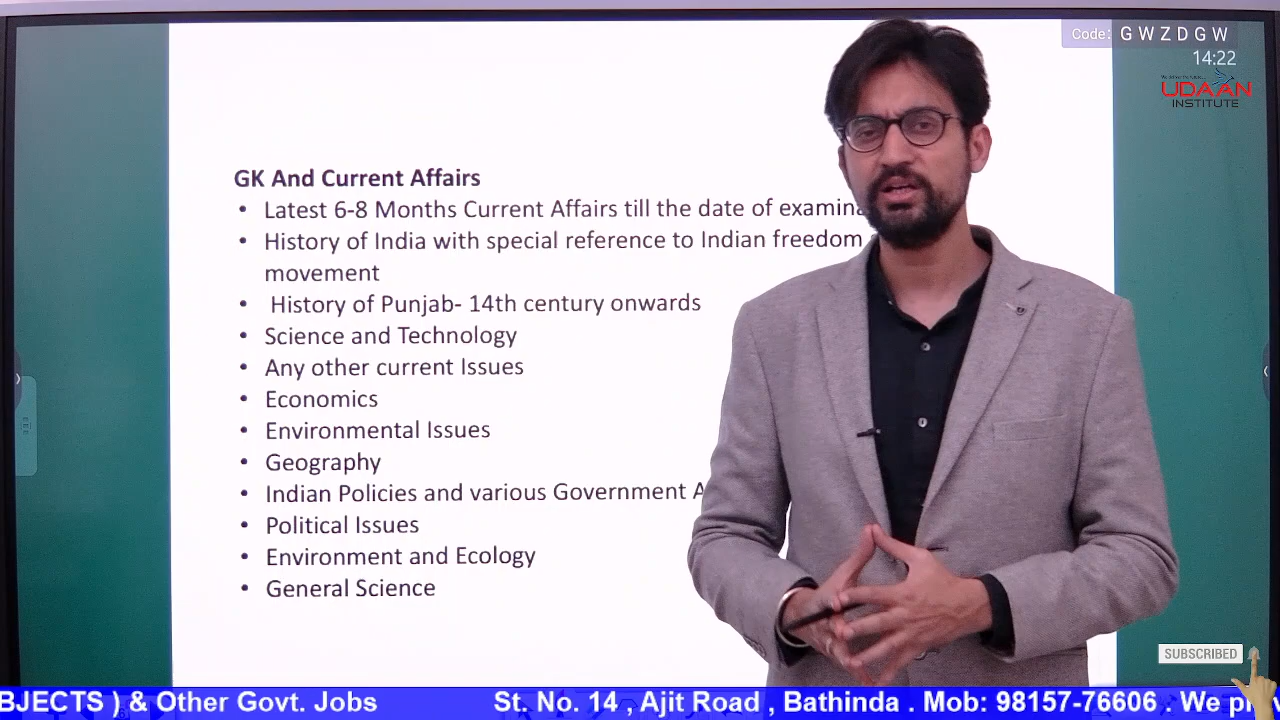 Code: G W Z D G W
14:22
UDAAN
INSTITUTE
GK And Current Affairs
• Latest 6-8 Months Current Affairs till the date of examina
• History of India with special reference to Indian freedom
movement
• History of Punjab- 14th century onwards
• Science and Technology
• Any other current Issues
• Economics
• Environmental Issues
• Geography
• Indian Policies and various Government A
• Political Issues
• Environment and Ecology
• General Science
SUBSCRIBED
BJECTS ) & Other Govt. Jobs St. No. 14 , Ajit Road , Bathinda . Mob: 98157-76606 . We pr